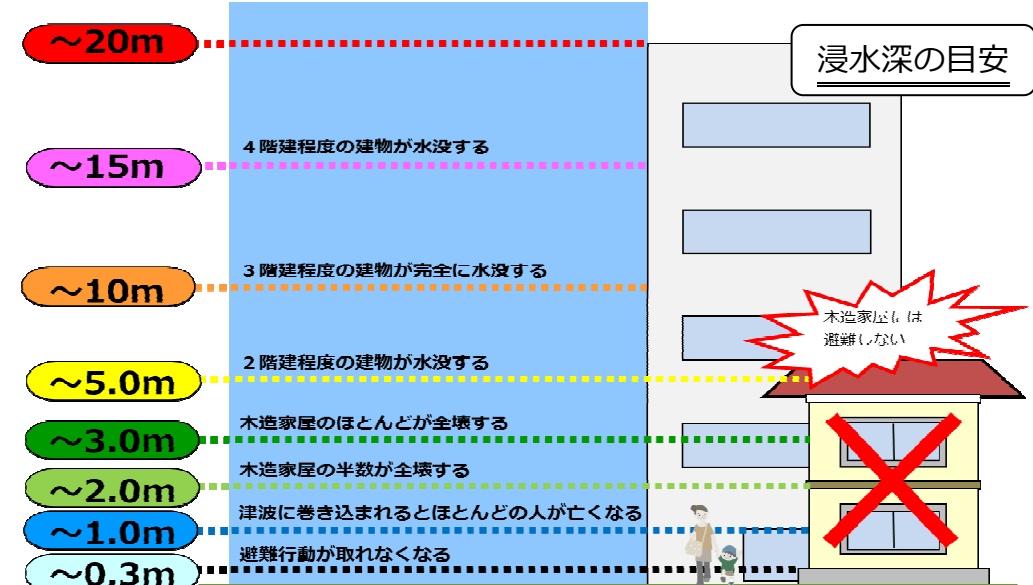 浸水深の目安
～20m
～15m
4階建程度の建物が水没する
～10m
3階建程度の建物が完全に水没する
木造家屋には
避難しない
～5.0m
2階建程度の建物が水没する
～3.0m
木造家屋のほとんどが全壊する
～2.0m
木造家屋の半数が全壊する
～1.0m
津波に巻き込まれるとほとんどの人が亡くなる
～0.3m
避難行動が取れなくなる